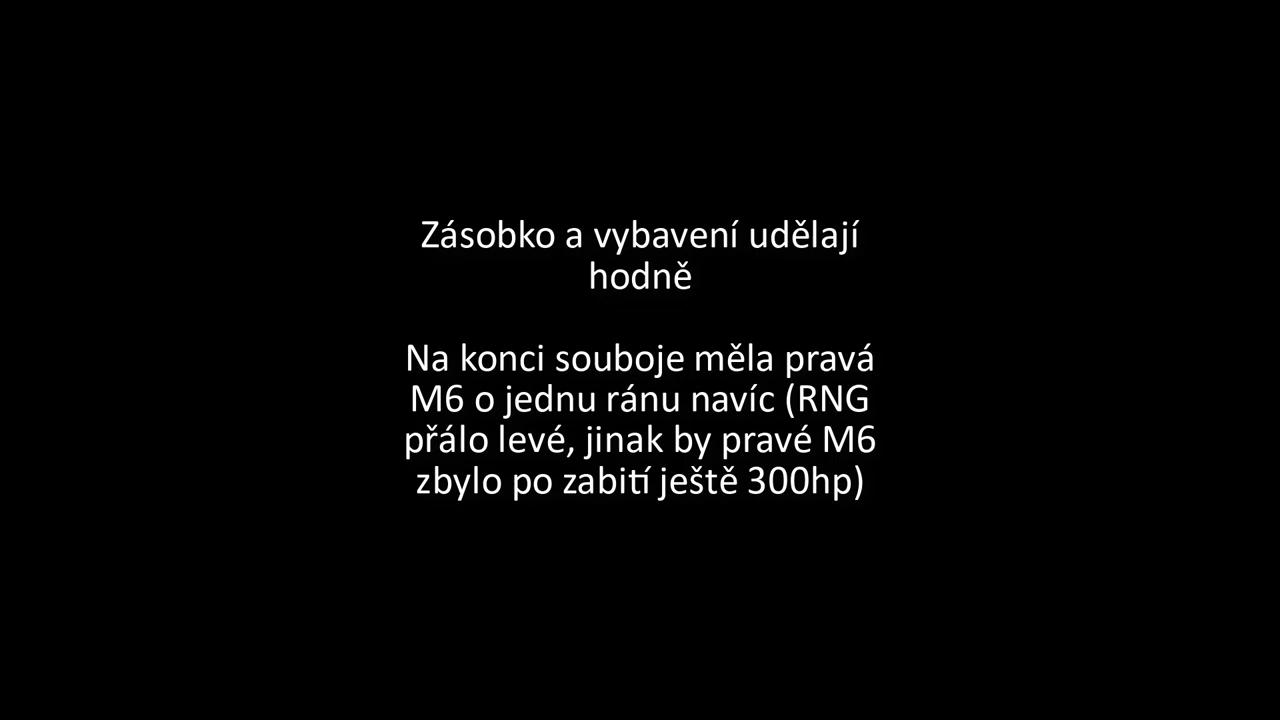 Zásobko a vybavení udělají
hodně
Na konci souboje měla pravá
M6 o jednu ránu navíc (RNG
přálo levé, jinak by pravé M6
zbylo po zabití ještě 300hp)